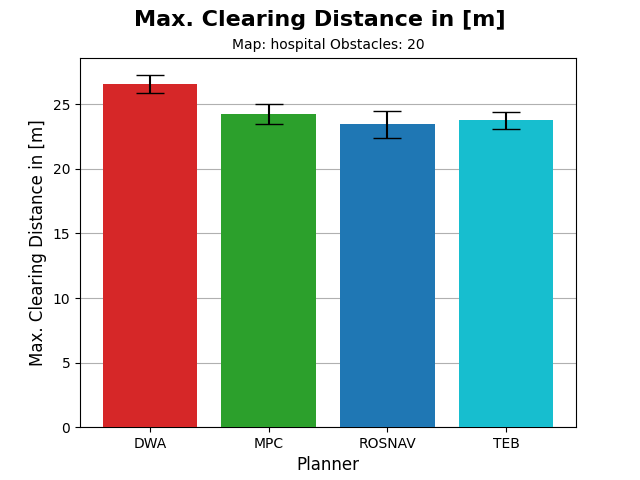 Max. Clearing Distance in [m]
Map: hospital Obstacles: 20
Max. Clearing Distance in [m]
25
20
15
10
5
0
DWA MPC ROSNAV TEB
Planner